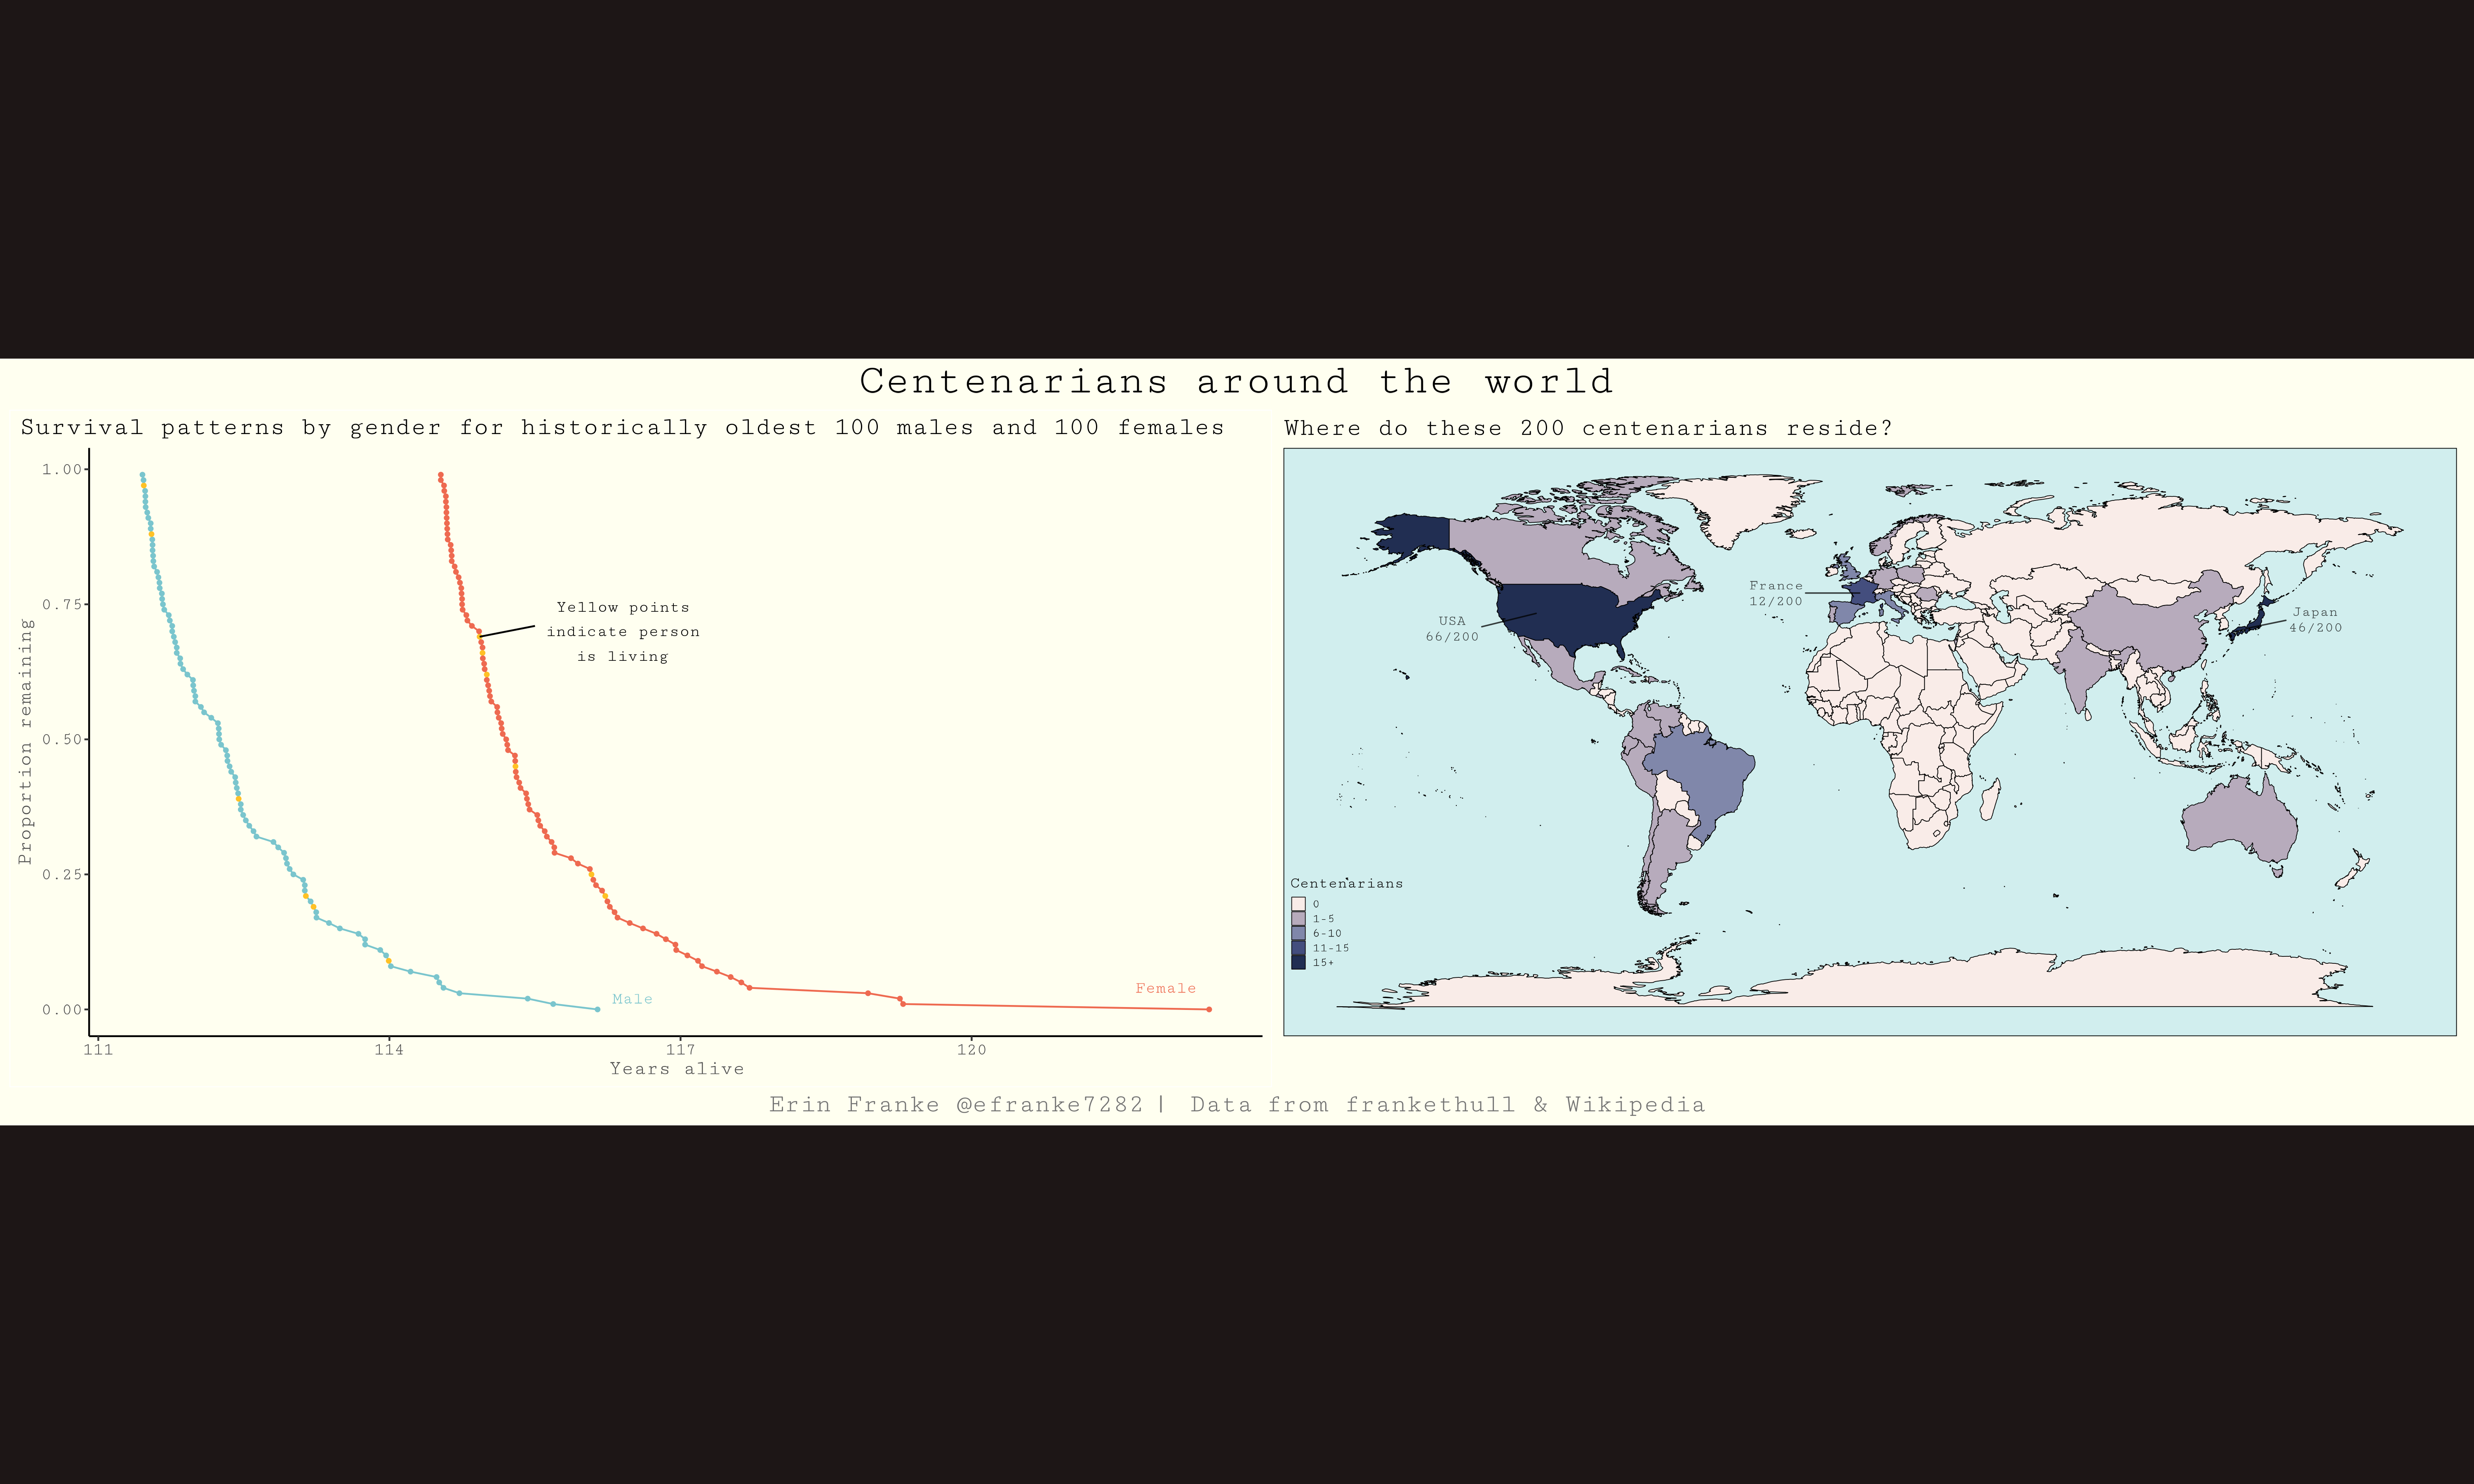 Centenarians around the world
Survival patterns by gender for historically oldest 100 males and 100 females
1.00
0.75
0.50
0.25
0.00
Proportion remaining
Yellow points
indicate person
is living
Male
Female
111
114
117
120
Years alive
Where do these 200 centenarians reside?
USA
66/200
France
12/200
Japan
46/200
Centenarians
0
1-5
6-10
11-15
15+
Erin Franke @efranke7282 | Data from frankethull & Wikipedia